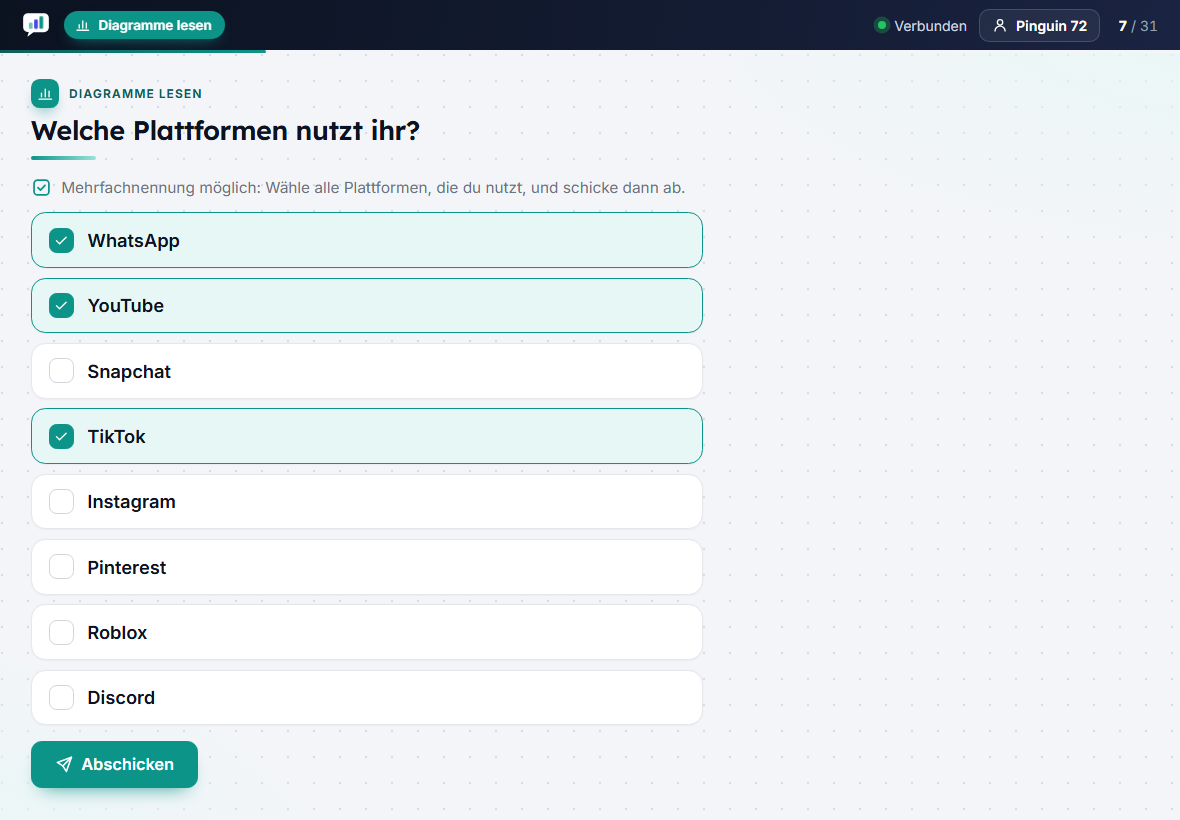 Diagramme lesen
Verbunden
Pinguin 72
7 / 31
DIAGRAMME LESEN
Welche Plattformen nutzt ihr?
Mehrfachnennung möglich: Wähle alle Plattformen, die du nutzt, und schicke dann ab.
WhatsApp
YouTube
Snapchat
TikTok
Instagram
Pinterest
Roblox
Discord
Abschicken